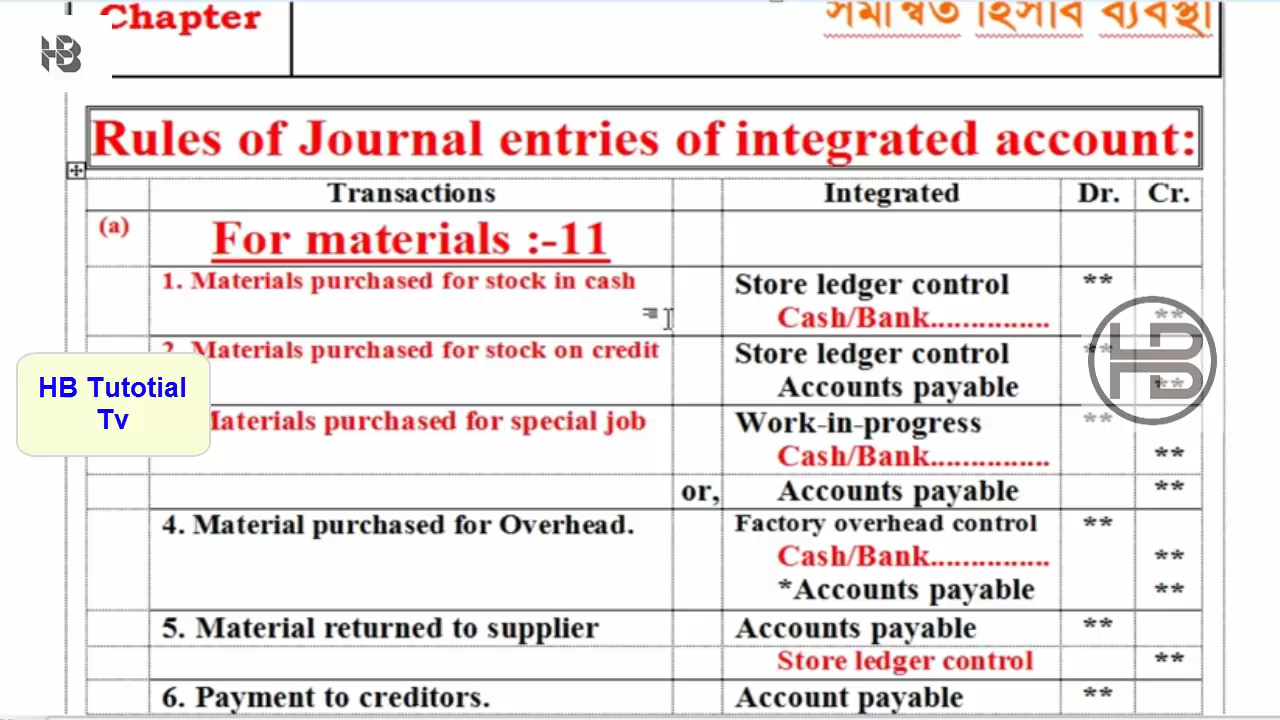 Chapter
সমন্বিত হিসাব ব্যবস্থা
HB
Rules of Journal entries of integrated account:
Transactions Integrated Dr. Cr.
(a) For materials :-11
1. Materials purchased for stock in cash Store ledger control **
Cash/Bank.............. **
2. Materials purchased for stock on credit Store ledger control **
Accounts payable **
HB Tutotial
Tv
Materials purchased for special job Work-in-progress **
Cash/Bank.............. **
or, Accounts payable **
4. Material purchased for Overhead. Factory overhead control **
Cash/Bank.............. **
*Accounts payable **
5. Material returned to supplier Accounts payable **
Store ledger control **
6. Payment to creditors. Account payable **
HB